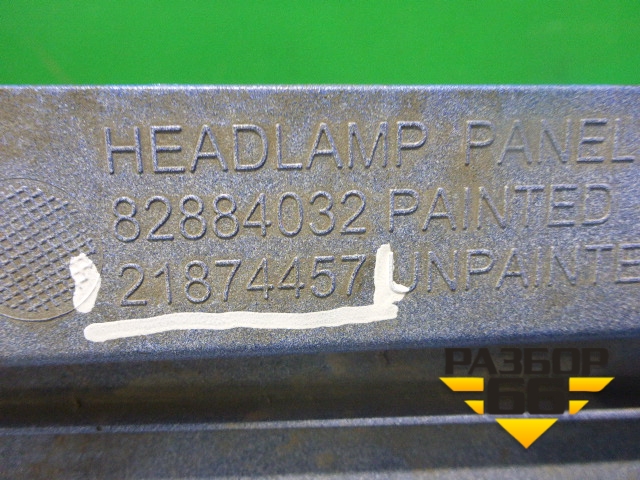 HEADLAMP PANEL
82884032 PAINTED
21874457 UNPAINTE
РАЗБОР
66